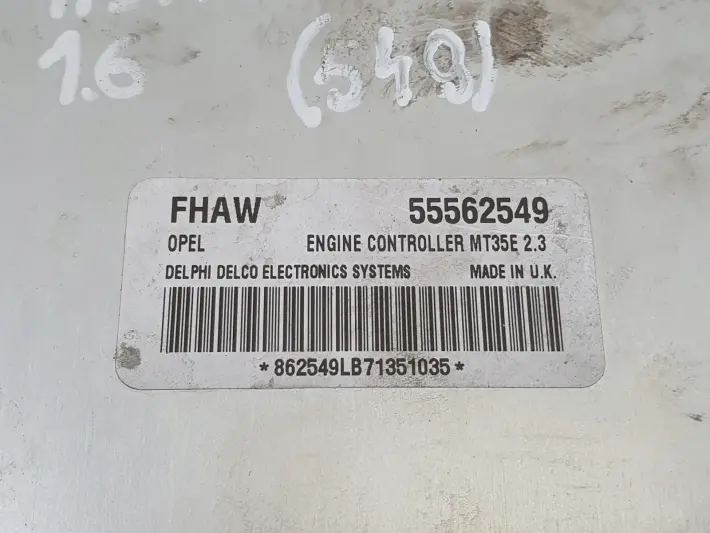 1.6 (549)
FHAW 55562549
OPEL ENGINE CONTROLLER MT35E 2.3
DELPHI DELCO ELECTRONICS SYSTEMS MADE IN U.K.
*862549LB71351035*